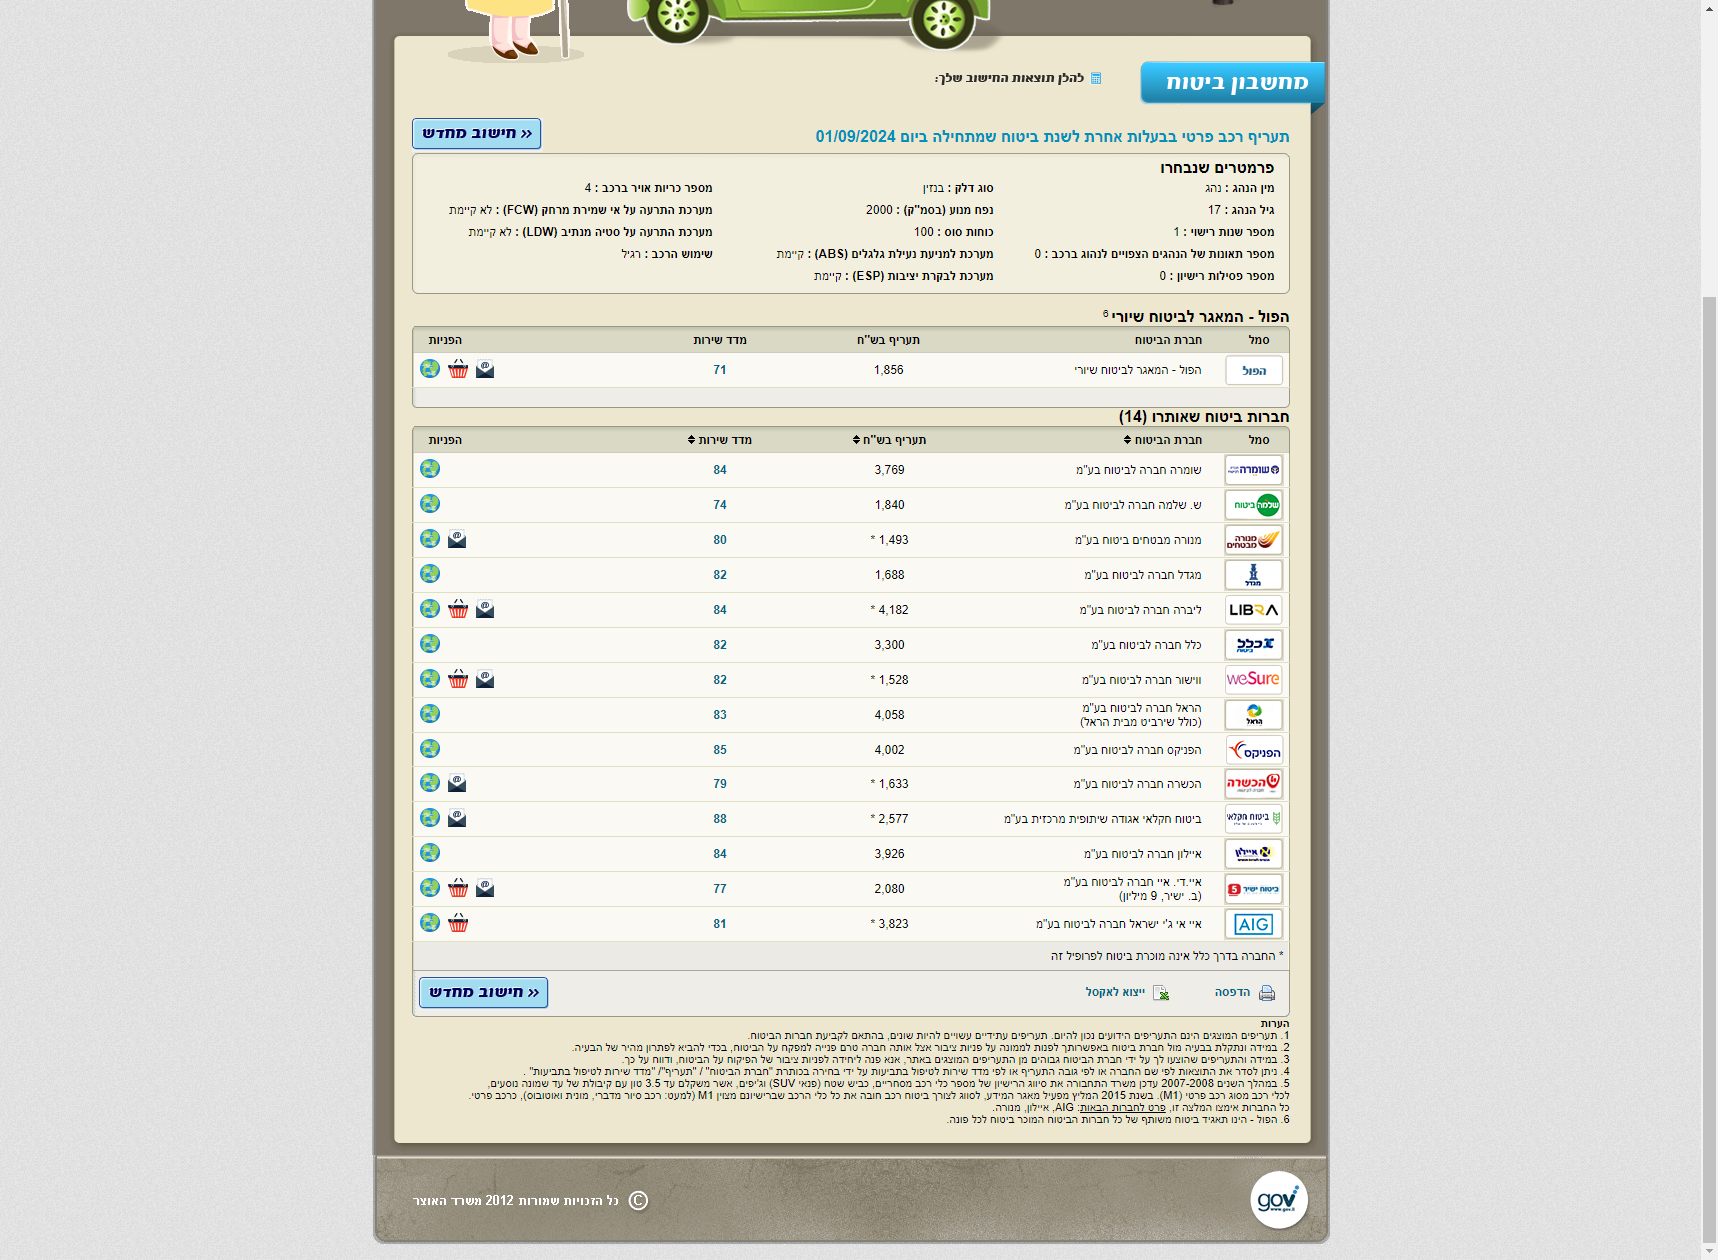 מחשבון ביטוח
להלן תוצאות החישוב שלך:
תעריף רכב פרטי בבעלות אחרת לשנת ביטוח שמתחילה ביום 01/09/2024
חישוב מחדש »
פרמטרים שנבחרו
מין הנהג : נהג
גיל הנהג : 17
מספר שנות רישוי : 1
מספר תאונות של הנהגים הצפויים לנהוג ברכב : 0
מספר פסילות רישיון : 0
סוג דלק : בנזין
נפח מנוע (בסמ"ק) : 2000
כוחות סוס : 100
מערכת למניעת נעילת גלגלים (ABS) : קיימת
מערכת לבקרת יציבות (ESP) : קיימת
מספר כריות אויר ברכב : 4
מערכת התרעה על אי שמירת מרחק (FCW) : לא קיימת
מערכת התרעה על סטיה מנתיב (LDW) : לא קיימת
שימוש הרכב : רגיל
הפול - המאגר לביטוח שיורי 6
סמל חברת הביטוח תעריף בש"ח מדד שירות הפניות
הפול הפול - המאגר לביטוח שיורי 1,856 71
חברות ביטוח שאותרו (14)
סמל חברת הביטוח תעריף בש"ח מדד שירות הפניות
שומרה שומרה חברה לביטוח בע"מ 3,769 84
שלמה ביטוח ש. שלמה חברה לביטוח בע"מ 1,840 74
מנורה מבטחים מנורה מבטחים ביטוח בע"מ 1,493 * 80
מגדל מגדל חברה לביטוח בע"מ 1,688 82
LIBRA ליברה חברה לביטוח בע"מ 4,182 * 84
כלל ביטוח כלל חברה לביטוח בע"מ 3,300 82
weSure ווישור חברה לביטוח בע"מ 1,528 * 82
הראל הראל חברה לביטוח בע"מ 4,058 83
(כולל שירביט מבית הראל)
הפניקס הפניקס חברה לביטוח בע"מ 4,002 85
הכשרה הכשרה חברה לביטוח בע"מ 1,633 * 79
ביטוח חקלאי ביטוח חקלאי אגודה שיתופית מרכזית בע"מ 2,577 * 88
איילון איילון חברה לביטוח בע"מ 3,926 84
ביטוח ישיר 5 איי.די. איי חברה לביטוח בע"מ 2,080 77
(ב. ישיר, 9 מיליון)
AIG איי אי ג'י ישראל חברה לביטוח בע"מ 3,823 * 81
* החברה בדרך כלל אינה מוכרת ביטוח לפרופיל זה
הדפסה
ייצוא לאקסל
חישוב מחדש »
הערות
1. תעריפים המוצגים הינם התעריפים הידועים נכון להיום. תעריפים עתידיים עשויים להיות שונים, בהתאם לקביעת חברות הביטוח.
2. במידה ונתקלת בבעיה מול חברת ביטוח באפשרותך לפנות לממונה על פניות ציבור אצל אותה חברה טרם פנייה למפקח על הביטוח, בכדי להביא לפתרון מהיר של הבעיה.
3. במידה והתעריפים שהוצעו לך על ידי חברת הביטוח גבוהים מן התעריפים המוצגים באתר, אנא פנה ליחידה לפניות ציבור של הפיקוח על הביטוח, ודווח על כך.
4. ניתן לסדר את התוצאות לפי שם החברה או לפי גובה התעריף או לפי מדד שירות לטיפול בתביעות על ידי בחירה בכותרת "חברת הביטוח" / "תעריף"/ "מדד שירות לטיפול בתביעות" .
5. במהלך השנים 2007-2008 עדכן משרד התחבורה את סיווג הרישיון של מספר כלי רכב מסחריים, כביש שטח (פנאי SUV) וג'יפים, אשר משקלם עד 3.5 טון עם קיבולת של עד שמונה נוסעים,
לכלי רכב מסוג רכב פרטי (M1). בשנת 2015 המליץ מפעיל מאגר המידע, לסווג לצורך ביטוח רכב חובה את כל כלי הרכב שברישיונם מצוין M1 (למעט: רכב סיור מדברי, מונית ואוטובוס), כרכב פרטי.
כל החברות אימצו המלצה זו, פרט לחברות הבאות: AIG, איילון, מנורה.
6. הפול - הינו תאגיד ביטוח משותף של כל חברות הביטוח המוכר ביטוח לכל פונה.
gov
www.gov.il
© כל הזכויות שמורות 2012 משרד האוצר